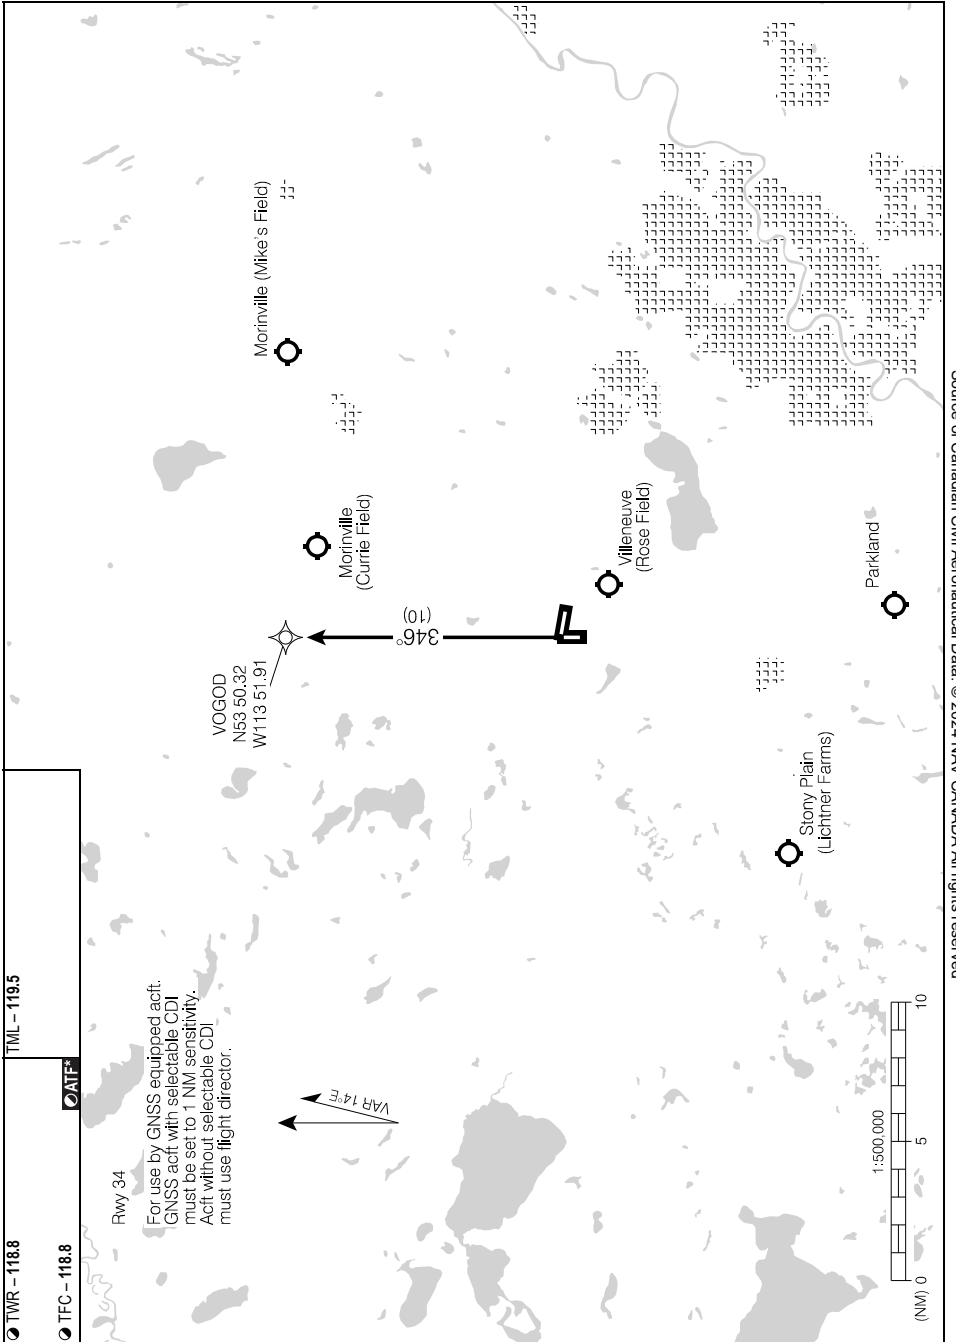 TWR – 118.8
TML – 119.5
TFC – 118.8
ATF*
Rwy 34
For use by GNSS equipped acft.
GNSS acft with selectable CDI
must be set to 1 NM sensitivity.
Acft without selectable CDI
must use flight director.
VAR 14°E
VOGOD
N53 50.32
W113 51.91
346°
(10)
Morinville (Mike's Field)
Morinville
(Currie Field)
Villeneuve
(Rose Field)
Parkland
Stony Plain
(Lichtner Farms)
1:500,000
(NM) 0 5 10
Source of Canadian Civil Aeronautical Data: © 2024 NAV CANADA All rights reserved